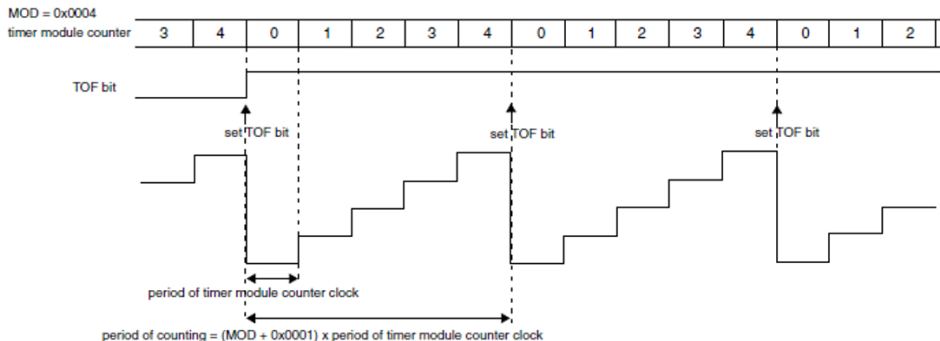 MOD = 0x0004
timer module counter 3 4 0 1 2 3 4 0 1 2 3 4 0 1 2
TOF bit
set TOF bit set TOF bit set TOF bit
period of timer module counter clock
period of counting = (MOD + 0x0001) x period of timer module counter clock